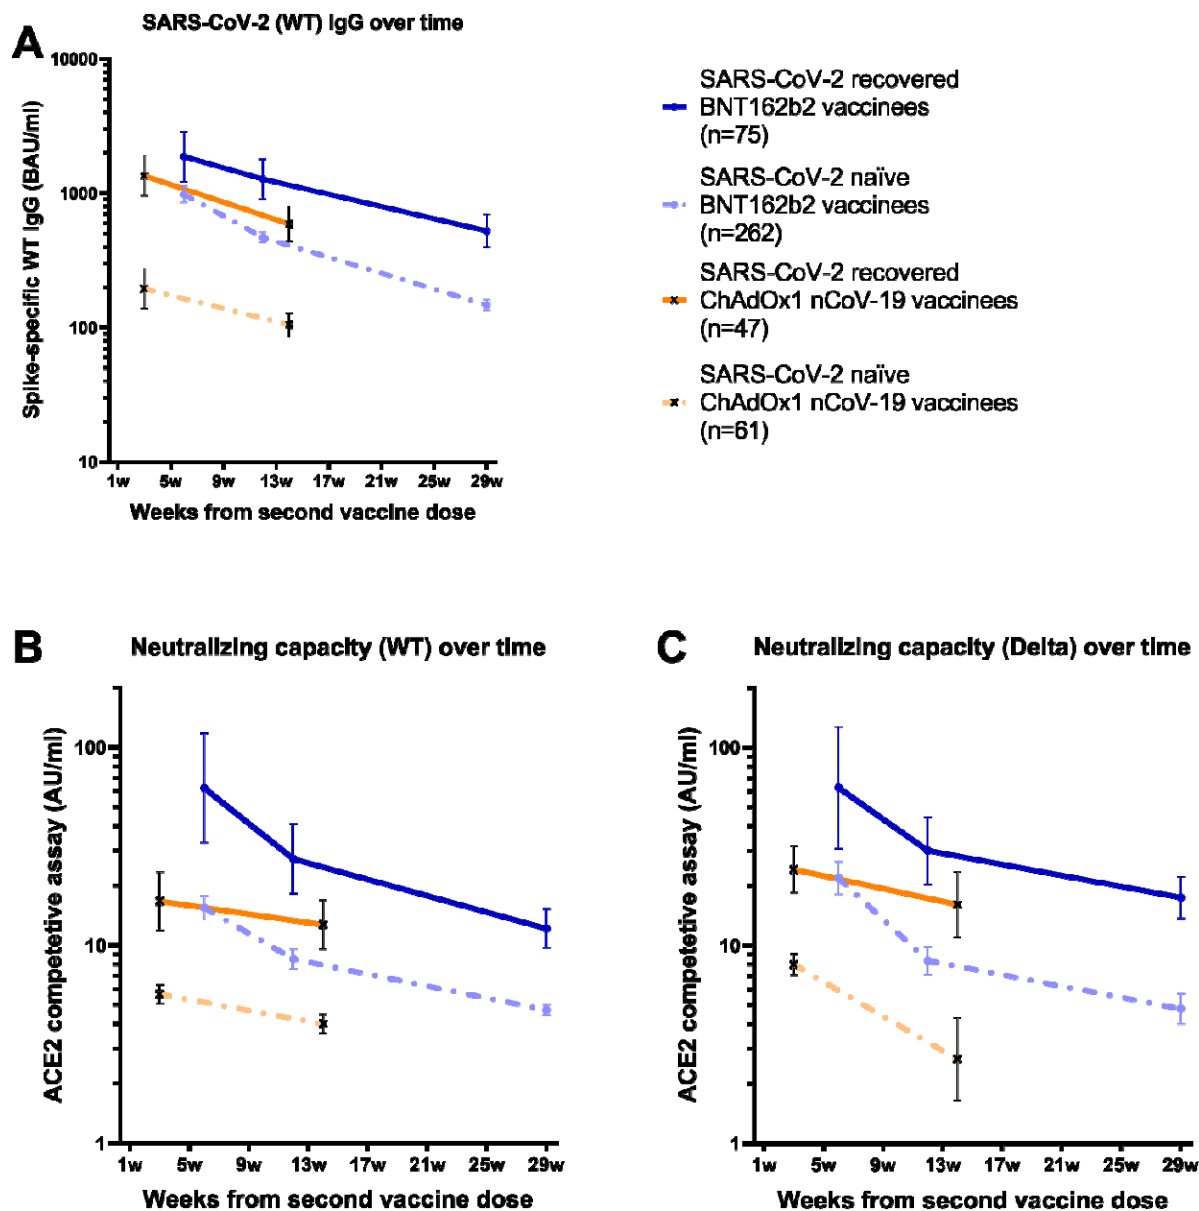 A
SARS-CoV-2 (WT) IgG over time
Spike-specific WT IgG (BAU/ml)
10000
1000
100
10
1w 5w 9w 13w 17w 21w 25w 29w
Weeks from second vaccine dose
SARS-CoV-2 recovered
BNT162b2 vaccinees
(n=75)
SARS-CoV-2 naïve
BNT162b2 vaccinees
(n=262)
SARS-CoV-2 recovered
ChAdOx1 nCoV-19 vaccinees
(n=47)
SARS-CoV-2 naïve
ChAdOx1 nCoV-19 vaccinees
(n=61)
B
Neutralizing capacity (WT) over time
ACE2 competetive assay (AU/ml)
100
10
1
1w 5w 9w 13w 17w 21w 25w 29w
Weeks from second vaccine dose
C
Neutralizing capacity (Delta) over time
ACE2 competetive assay (AU/ml)
100
10
1
1w 5w 9w 13w 17w 21w 25w 29w
Weeks from second vaccine dose